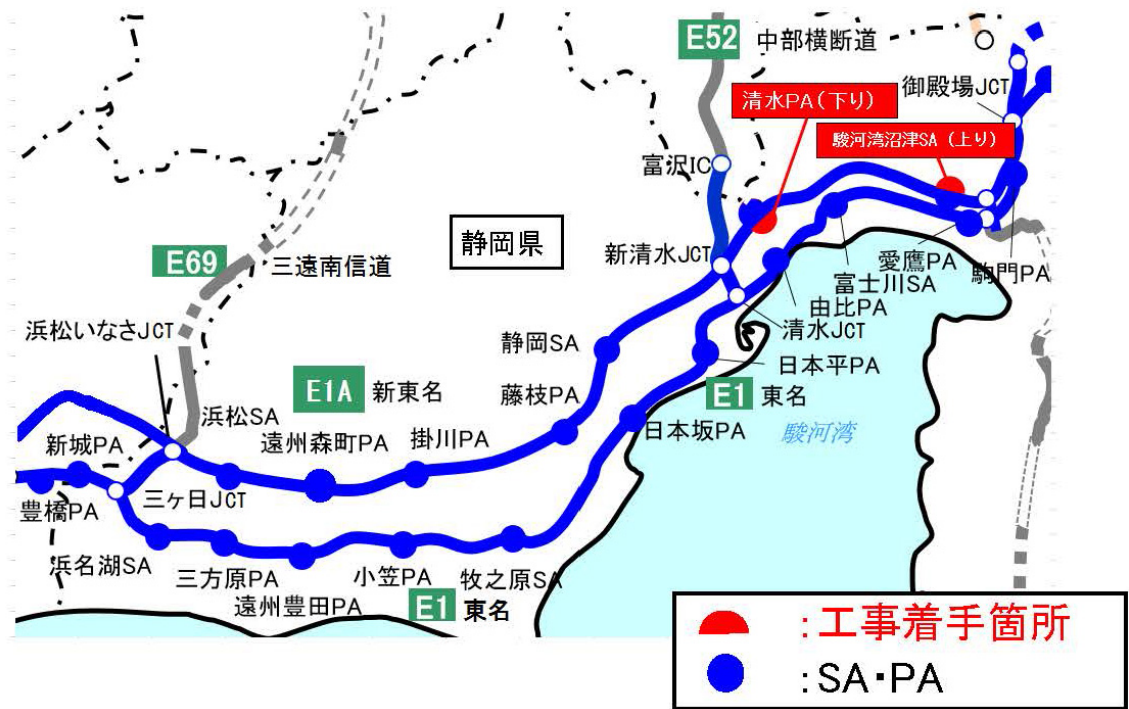 E52 中部横断道
清水PA(下り)
御殿場JCT
駿河湾沼津SA(上り)
富沢IC
静岡県
新清水JCT
E69
三遠南信道
愛鷹PA
駒門PA
富士川SA
由比PA
清水JCT
浜松いなさJCT
静岡SA
日本平PA
E1A 新東名
藤枝PA
E1 東名
浜松SA
新城PA
遠州森町PA
掛川PA
日本坂PA
駿河湾
豊橋PA
三ヶ日JCT
浜名湖SA
三方原PA
小笠PA
牧之原SA
遠州豊田PA
E1 東名
:工事着手箇所
:SA・PA